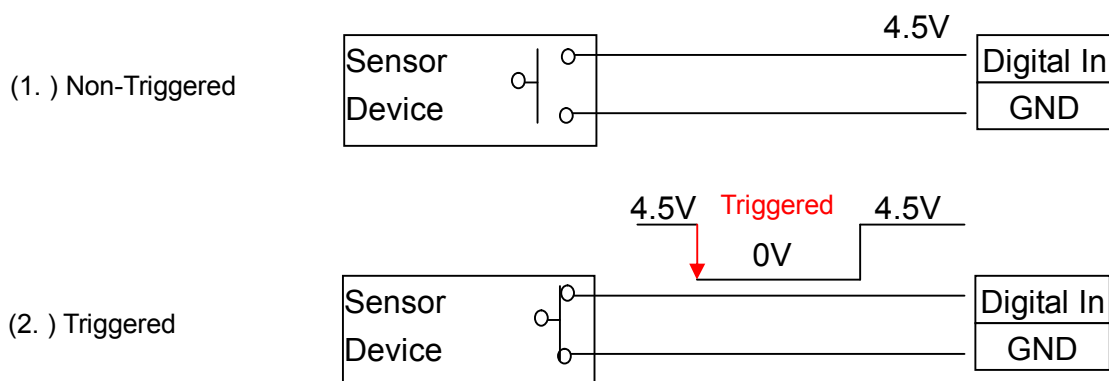 4.5V
(1. ) Non-Triggered
Sensor
Device
Digital In
GND
4.5V Triggered 4.5V
0V
(2. ) Triggered
Sensor
Device
Digital In
GND